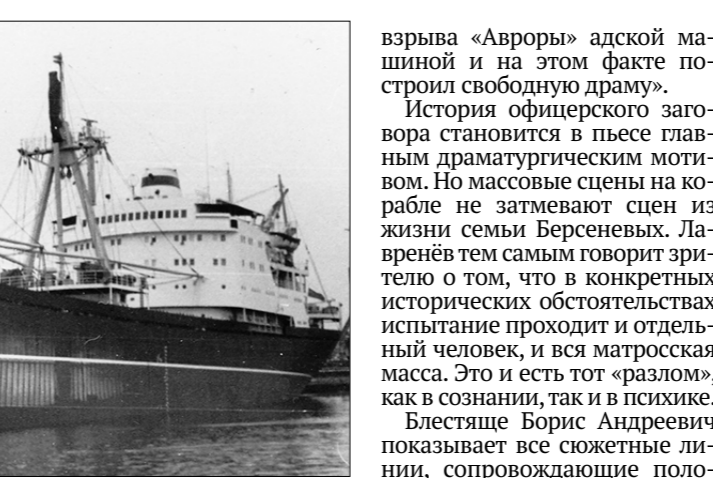 взрыва «Авроры» адской ма-
шиной и на этом факте по-
строил свободную драму».
История офицерского заго-
вора становится в пьесе глав-
ным драматургическим моти-
вом. Но массовые сцены на ко-
рабле не затмевают сцен из
жизни семьи Берсеневых. Ла-
вренёв тем самым говорит зри-
телю о том, что в конкретных
исторических обстоятельствах
испытание проходит и отдель-
ный человек, и вся матросская
масса. Это и есть тот «разлом»,
как в сознании, так и в психике.
Блестяще Борис Андреевич
показывает все сюжетные ли-
нии, сопровождающие поло-